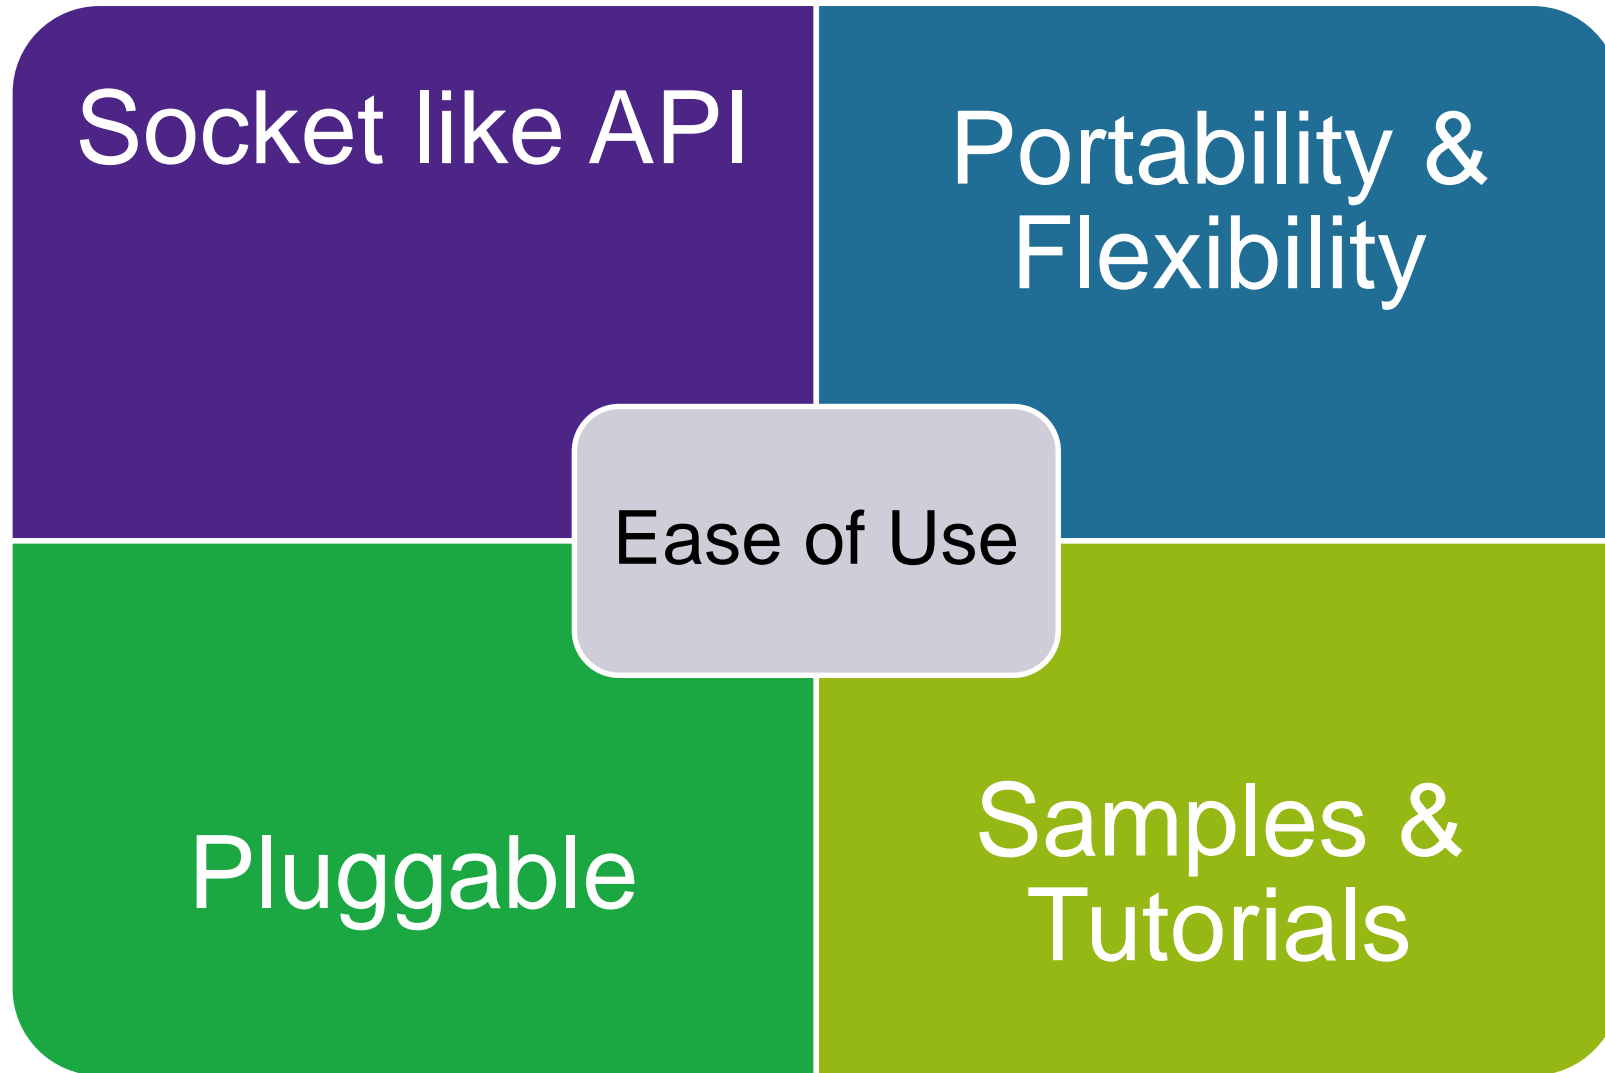 Socket like API
Portability &
Flexibility
Ease of Use
Pluggable
Samples &
Tutorials